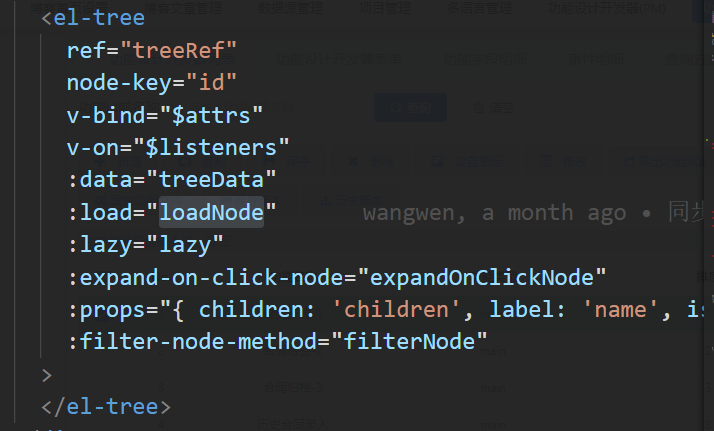 <el-tree
ref="treeRef"
node-key="id"
v-bind="$attrs"
v-on="$listeners"
:data="treeData"
:load="loadNode" wangwen, a month ago • 同步
:lazy="lazy"
:expand-on-click-node="expandOnClickNode"
:props="{ children: 'children', label: 'name', is
:filter-node-method="filterNode"
>
</el-tree>